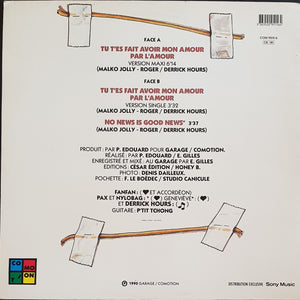 FACE A
TU T'ES FAIT AVOIR MON AMOUR
PAR L'AMOUR
VERSION MAXI 6'14
(MALKO JOLLY - ROGER / DERRICK HOURS)
FACE B
TU T'ES FAIT AVOIR MON AMOUR
PAR L'AMOUR
VERSION SINGLE 3'32
(MALKO JOLLY - ROGER / DERRICK HOURS)
NO NEWS IS GOOD NEWS*
(MALKO JOLLY - ROGER / DERRICK HOURS)
PRODUIT : PAR P. EDOUARD POUR GARAGE / COMOTION.
RÉALISÉ : PAR P. EDOUARD / E. GILLES
ENREGISTRÉ ET MIXÉ : AU GARAGE PAR E. GILLES
EDITIONS : CÉSAR ÉDITION / HONEY B.
PHOTO : DENIS DAILLEUX.
POCHETTE : F. LE BOËDEC / STUDIO CANICULE
FANFAN : ( ET ACCORDÉON)
PAX ET NYLOBAG : * ( GENEVIÈVE* )
ET DERRICK HOURS : ( )
GUITARE : P'TIT TCHONG
COMOTION
© 1990 GARAGE / COMOTION.
DISTRIBUTION EXCLUSIVE Sony Music